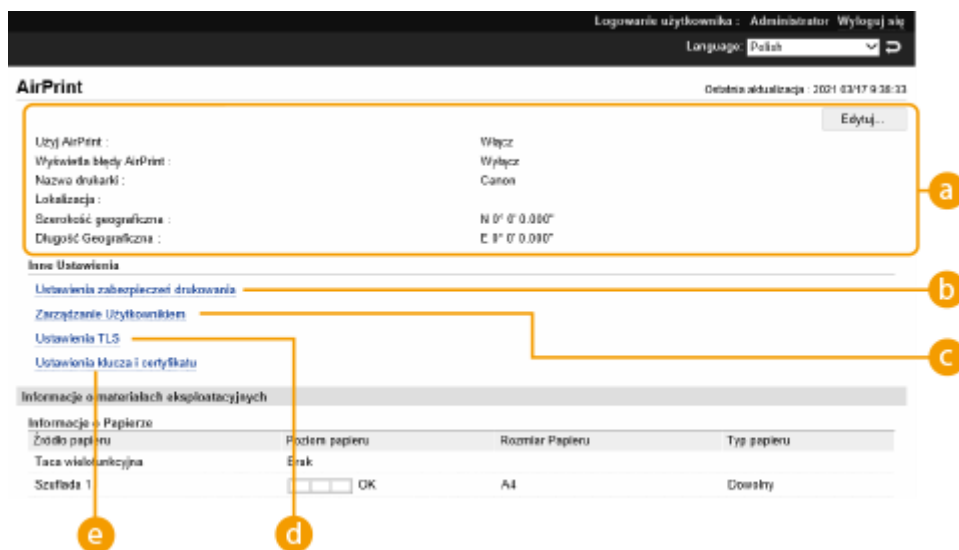 Logowanie użytkownika : Administrator Wyloguj się
Language: Polish
AirPrint
Ostatnia aktualizacja : 2021 03/17 9:38:33
Edytuj...
Użyj AirPrint : Włącz
Wyświetla błędy AirPrint : Wyłącz
Nazwa drukarki : Canon
Lokalizacja :
Szerokość geograficzna : N 0° 0' 0.000"
Długość Geograficzna : E 0° 0' 0.000"
a
Inne Ustawienia
Ustawienia zabezpieczeń drukowania
b
Zarządzanie Użytkownikiem
Ustawienia TLS
c
Ustawienia klucza i certyfikatu
Informacje o materiałach eksploatacyjnych
Informacje o Papierze
Źródło papieru Poziom papieru Rozmiar Papieru Typ papieru
Taca wielofunkcyjna Brak
Szuflada 1 OK A4 Dowolny
e d